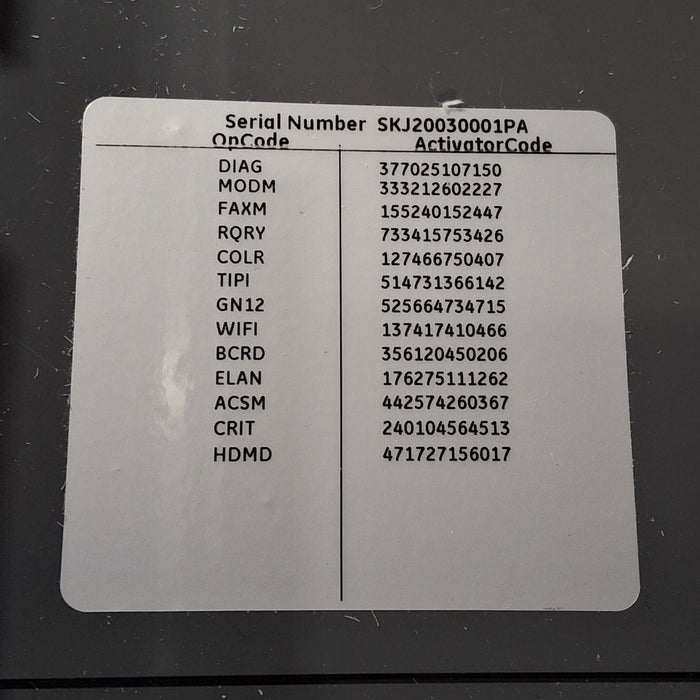 Serial Number SKJ20030001PA
OpCode ActivatorCode
DIAG 377025107150
MODM 333212602227
FAXM 155240152447
RQRY 733415753426
COLR 127466750407
TIPI 514731366142
GN12 525664734715
WIFI 137417410466
BCRD 356120450206
ELAN 176275111262
ACSM 442574260367
CRIT 240104564513
HDMD 471727156017